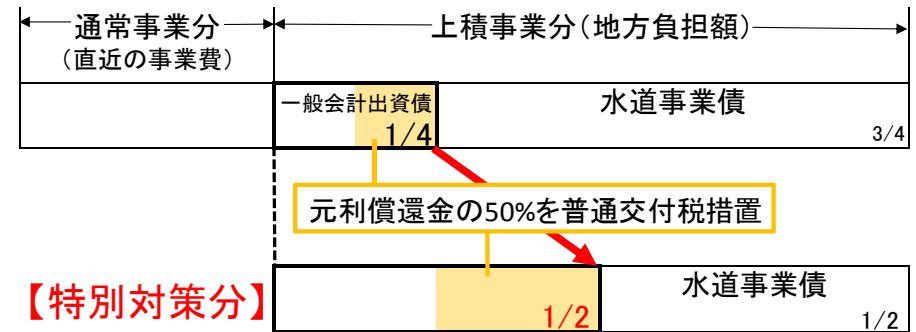 通常事業分
(直近の事業費)
上積事業分(地方負担額)
一般会計出資債
1/4
水道事業債
3/4
元利償還金の50%を普通交付税措置
【特別対策分】
1/2
水道事業債
1/2